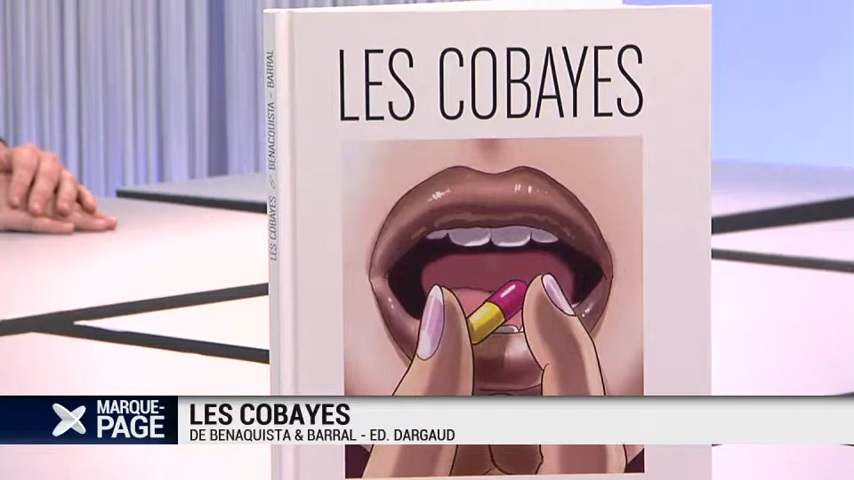 LES COBAYES
LES COBAYES BENACQUISTA - BARRAL
MARQUE-
PAGE
LES COBAYES
DE BENAQUISTA & BARRAL - ED. DARGAUD